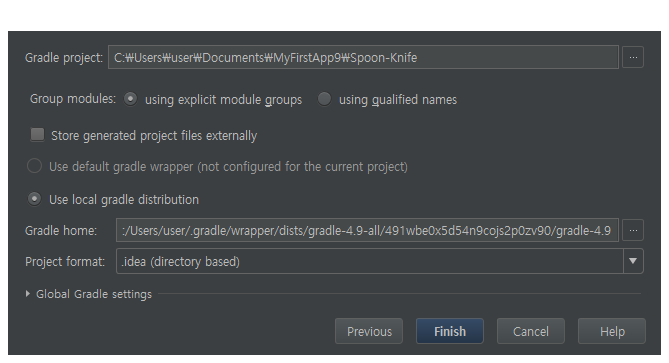 Gradle project: C:₩Users₩user₩Documents₩MyFirstApp9₩Spoon-Knife ...
Group modules: using explicit module groups using qualified names
Store generated project files externally
Use default gradle wrapper (not configured for the current project)
Use local gradle distribution
Gradle home: :/Users/user/.gradle/wrapper/dists/gradle-4.9-all/491wbe0x5d54n9cojs2p0zv90/gradle-4.9 ...
Project format: .idea (directory based)
Global Gradle settings
Previous Finish Cancel Help